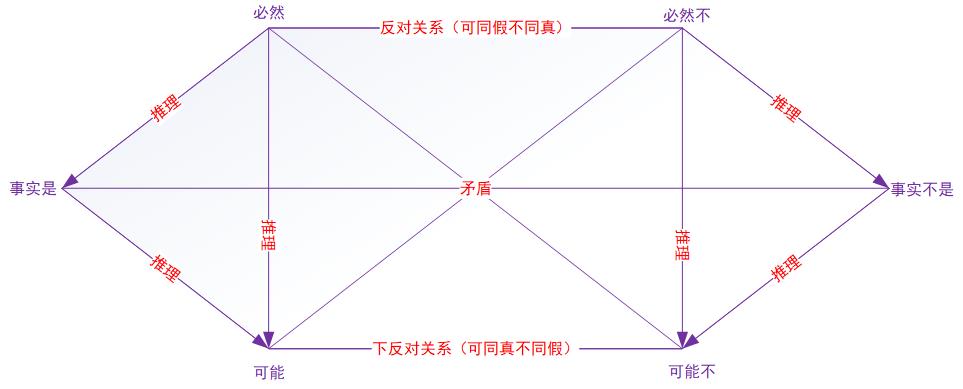 必然
必然不
反对关系（可同假不同真）
推理
推理
事实是
矛盾
事实不是
推理
推理
推理
推理
下反对关系（可同真不同假）
可能
可能不